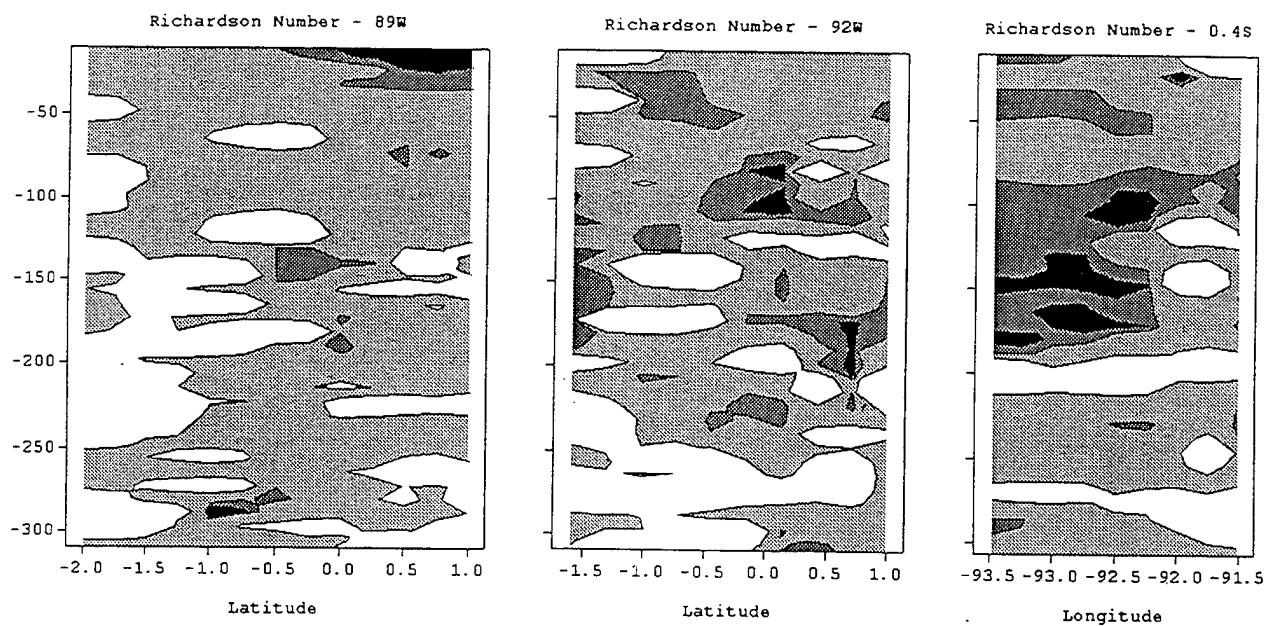 Richardson Number - 89W
Richardson Number - 92W
Richardson Number - 0.4S
-50
-100
-150
-200
-250
-300
-2.0 -1.5 -1.0 -0.5 0.0 0.5 1.0
-1.5 -1.0 -0.5 0.0 0.5 1.0
-93.5 -93.0 -92.5 -92.0 -91.5
Latitude
Latitude
Longitude